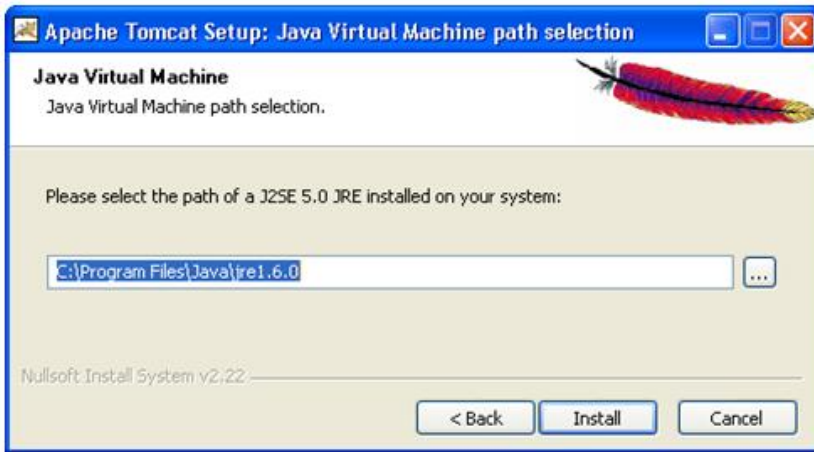 Apache Tomcat Setup: Java Virtual Machine path selection
Java Virtual Machine
Java Virtual Machine path selection.
Please select the path of a J2SE 5.0 JRE installed on your system:
C:\Program Files\Java\jre1.6.0
...
Nullsoft Install System v2.22
< Back
Install
Cancel